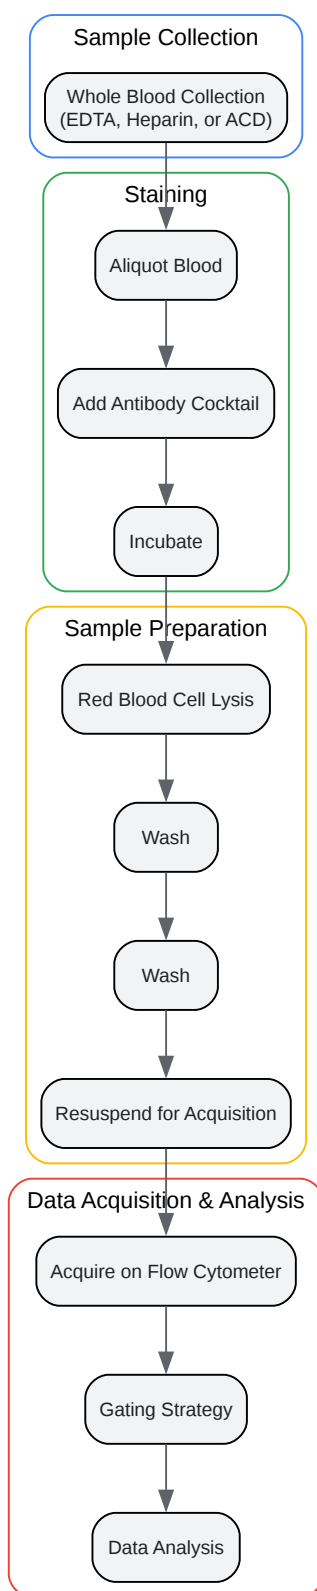 Sample Collection
Whole Blood Collection
(EDTA, Heparin, or ACD)
Staining
Aliquot Blood
Add Antibody Cocktail
Incubate
Sample Preparation
Red Blood Cell Lysis
Wash
Wash
Resuspend for Acquisition
Data Acquisition & Analysis
Acquire on Flow Cytometer
Gating Strategy
Data Analysis